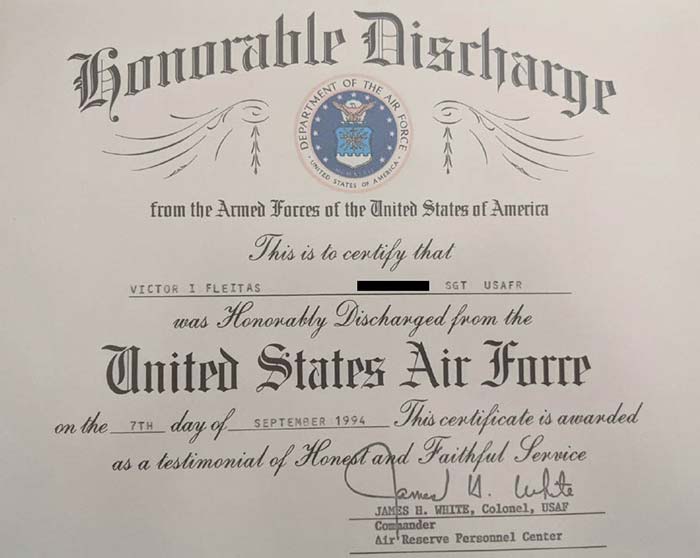 Honorable Discharge
DEPARTMENT OF THE AIR FORCE
UNITED STATES OF AMERICA
from the Armed Forces of the United States of America
This is to certify that
VICTOR I FLEITAS SGT USAFR
was Honorably Discharged from the
United States Air Force
on the 7TH day of SEPTEMBER 1994 This certificate is awarded
as a testimonial of Honest and Faithful Service
James H. White
JAMES H. WHITE, Colonel, USAF
Commander
Air Reserve Personnel Center